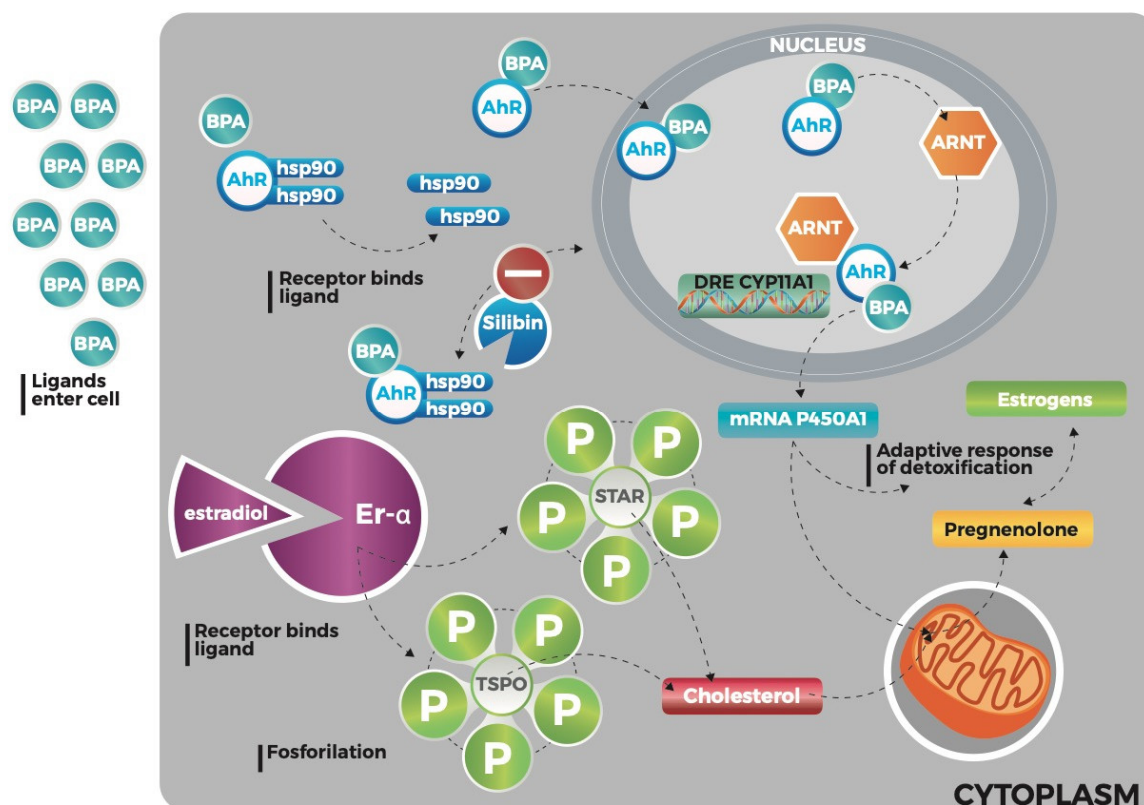 NUCLEUS
BPA
BPA
BPA
BPA
BPA
BPA
BPA
BPA
BPA
Ligands
enter cell
BPA
AhR
hsp90
hsp90
hsp90
hsp90
Receptor binds
ligand
BPA
AhR
BPA
AhR
BPA
AhR
ARNT
ARNT
AhR
BPA
DRE CYP11A1
Silibin
BPA
AhR
hsp90
hsp90
mRNA P450A1
Adaptive response
of detoxification
Estrogens
Pregnenolone
estradiol
Er-α
Receptor binds
ligand
P
P
P
P
P
STAR
P
P
P
P
P
TSPO
Fosforilation
Cholesterol
CYTOPLASM